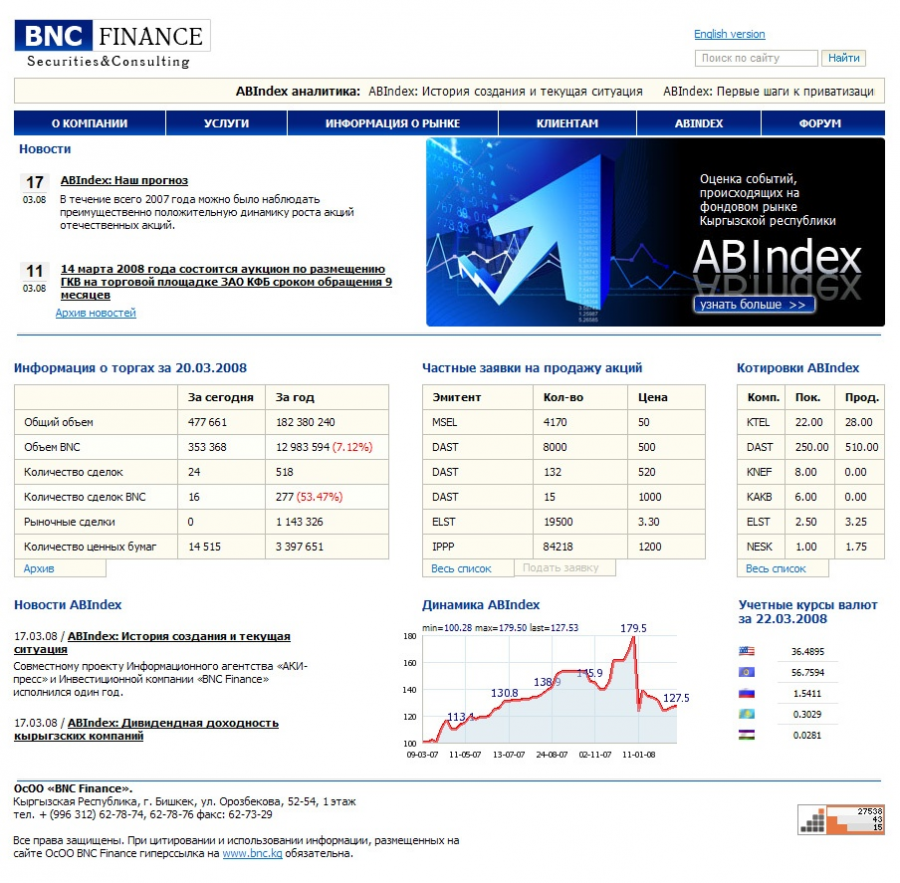 BNC FINANCE
Securities&Consulting
English version
Поиск по сайту Найти
ABIndex аналитика: ABIndex: История создания и текущая ситуация ABIndex: Первые шаги к приватизаци
О КОМПАНИИ УСЛУГИ ИНФОРМАЦИЯ О РЫНКЕ КЛИЕНТАМ ABINDEX ФОРУМ
Новости
17 ABIndex: Наш прогноз
03.08 В течение всего 2007 года можно было наблюдать
преимущественно положительную динамику роста акций
отечественных акций.
11 14 марта 2008 года состоится аукцион по размещению
03.08 ГКВ на торговой площадке ЗАО КФБ сроком обращения 9
месяцев
Архив новостей
Оценка событий,
происходящих на
фондовом рынке
Кыргызской республики
ABIndex
узнать больше >>
Информация о торгах за 20.03.2008
За сегодня За год
Общий объем 477 661 182 380 240
Объем BNC 353 368 12 983 594 (7.12%)
Количество сделок 24 518
Количество сделок BNC 16 277 (53.47%)
Рыночные сделки 0 1 143 326
Количество ценных бумаг 14 515 3 397 651
Архив
Частные заявки на продажу акций
Эмитент Кол-во Цена
MSEL 4170 50
DAST 8000 500
DAST 132 520
DAST 15 1000
ELST 19500 3.30
IPPP 84218 1200
Весь список Подать заявку
Котировки ABIndex
Комп. Пок. Прод.
KTEL 22.00 28.00
DAST 250.00 510.00
KNEF 8.00 0.00
KAKB 6.00 0.00
ELST 2.50 3.25
NESK 1.00 1.75
Весь список
Новости ABIndex
17.03.08 / ABIndex: История создания и текущая
ситуация
Совместному проекту Информационного агентства «АКИ-
пресс» и Инвестиционной компании «BNC Finance»
исполнился один год.
17.03.08 / ABIndex: Дивидендная доходность
кырыгзских компаний
Динамика ABIndex
min=100.28 max=179.50 last=127.53
179.5
180
160
140
120
100
113.4
130.8
138.9
145.9
127.5
09-03-07 11-05-07 13-07-07 24-08-07 02-11-07 11-01-08
Учетные курсы валют
за 22.03.2008
36.4895
56.7594
1.5411
0.3029
0.0281
ОсОО «BNC Finance».
Кыргызская Республика, г. Бишкек, ул. Орозбекова, 52-54, 1 этаж
тел. + (996 312) 62-78-74, 62-78-76 факс: 62-73-29
Все права защищены. При цитировании и использовании информации, размещенных на
сайте ОсОО BNC Finance гиперссылка на www.bnc.kg обязательна.
27538
43
15